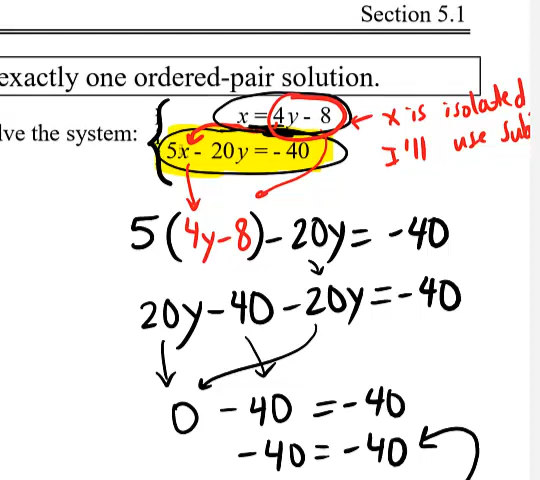 Section 5.1
exactly one ordered-pair solution.
x = 4y - 8
x is isolated
lve the system:
I'll use Sub
5x - 20y = - 40
5(4y-8)-20y= -40
20y-40-20y=-40
0 -40 =-40
-40=-40